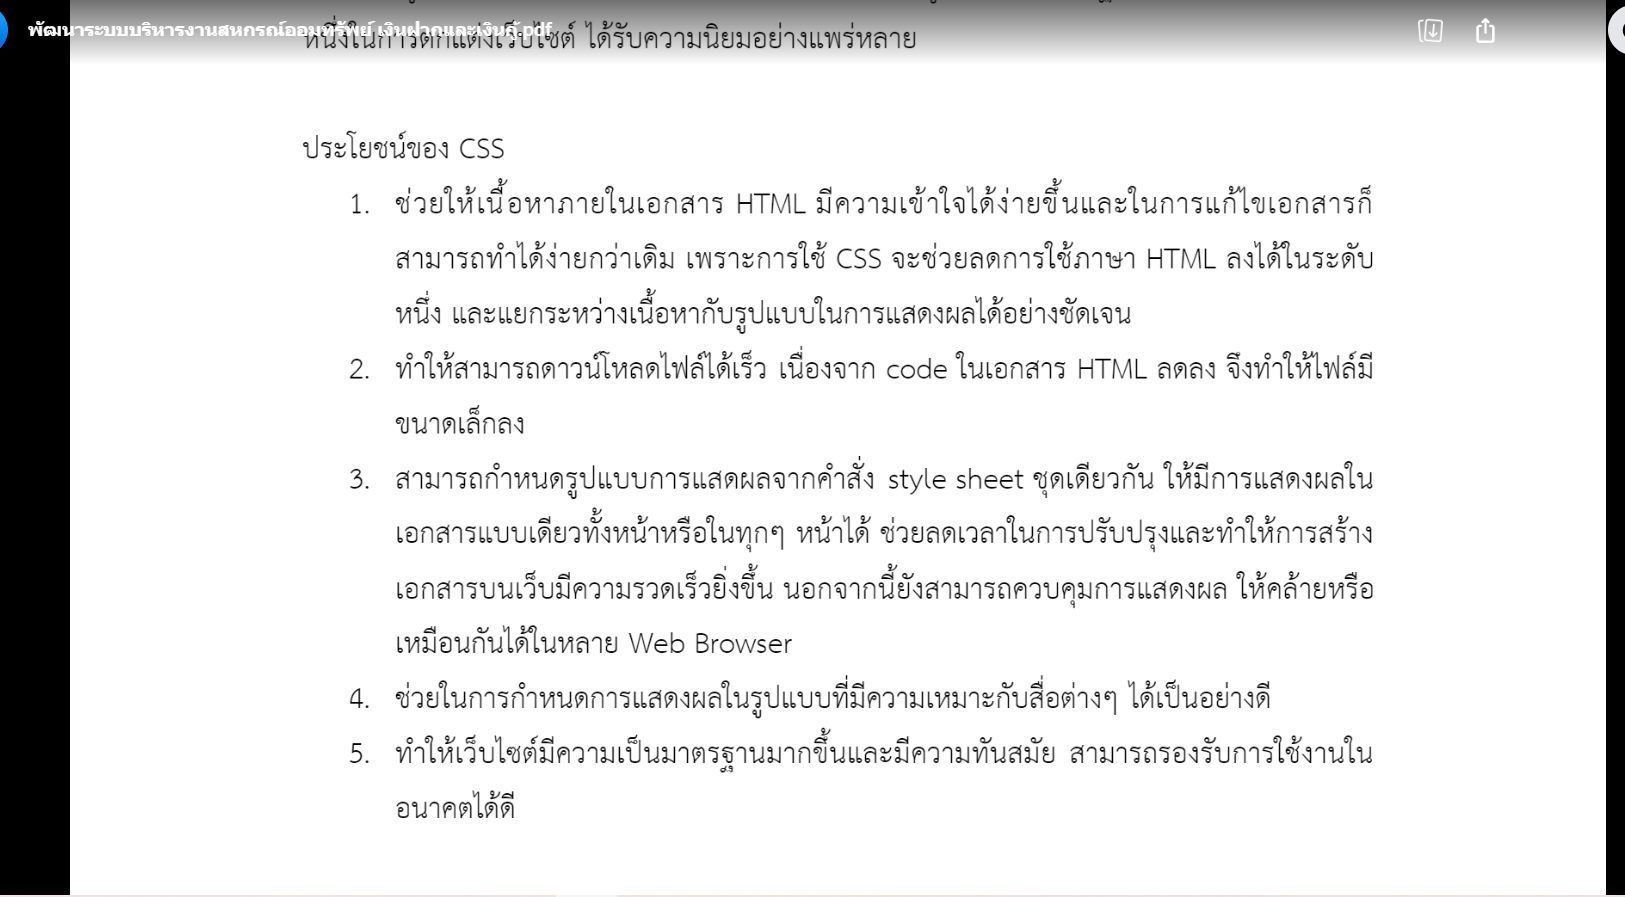 พัฒนาระบบบริหารงานสหกรณ์ออมทรัพย์ เงินฝากและเงินกู้.pdf
หนึ่งในการตกแต่งเว็บไซต์ ได้รับความนิยมอย่างแพร่หลาย
ประโยชน์ของ CSS
1. ช่วยให้เนื้อหาภายในเอกสาร HTML มีความเข้าใจได้ง่ายขึ้นและในการแก้ไขเอกสารก็
สามารถทำได้ง่ายกว่าเดิม เพราะการใช้ CSS จะช่วยลดการใช้ภาษา HTML ลงได้ในระดับ
หนึ่ง และแยกระหว่างเนื้อหากับรูปแบบในการแสดงผลได้อย่างชัดเจน
2. ทำให้สามารถดาวน์โหลดไฟล์ได้เร็ว เนื่องจาก code ในเอกสาร HTML ลดลง จึงทำให้ไฟล์มี
ขนาดเล็กลง
3. สามารถกำหนดรูปแบบการแสดผลจากคำสั่ง style sheet ชุดเดียวกัน ให้มีการแสดงผลใน
เอกสารแบบเดียวทั้งหน้าหรือในทุกๆ หน้าได้ ช่วยลดเวลาในการปรับปรุงและทำให้การสร้าง
เอกสารบนเว็บมีความรวดเร็วยิ่งขึ้น นอกจากนี้ยังสามารถควบคุมการแสดงผล ให้คล้ายหรือ
เหมือนกันได้ในหลาย Web Browser
4. ช่วยในการกำหนดการแสดงผลในรูปแบบที่มีความเหมาะกับสื่อต่างๆ ได้เป็นอย่างดี
5. ทำให้เว็บไซต์มีความเป็นมาตรฐานมากขึ้นและมีความทันสมัย สามารถรองรับการใช้งานใน
อนาคตได้ดี